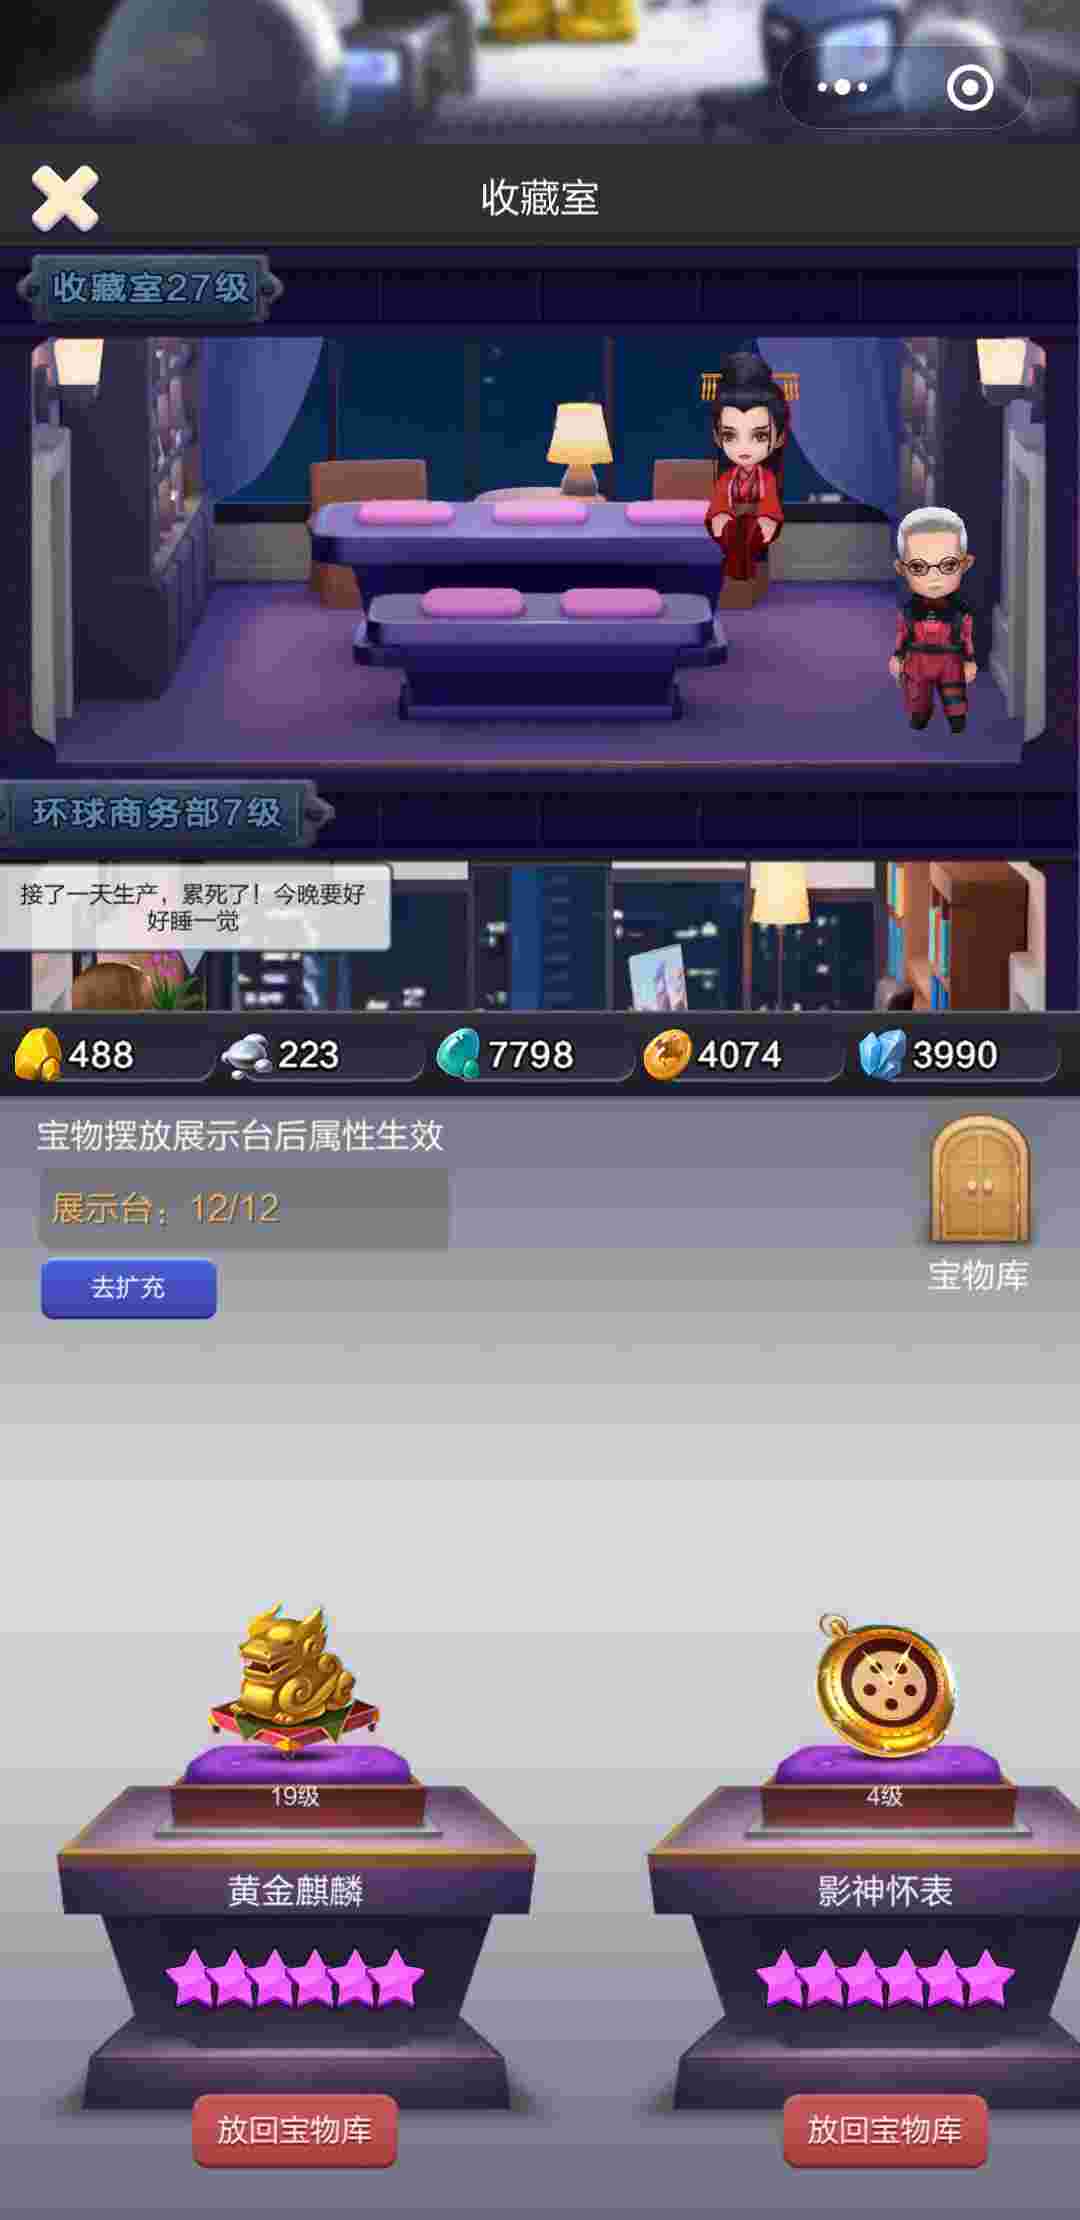 收藏室
收藏室27级
环球商务部7级
接了一天生产，累死了！今晚要好
好睡一觉
488
223
7798
4074
3990
宝物摆放展示台后属性生效
展示台：12/12
去扩充
宝物库
19级
4级
黄金麒麟
影神怀表
放回宝物库
放回宝物库